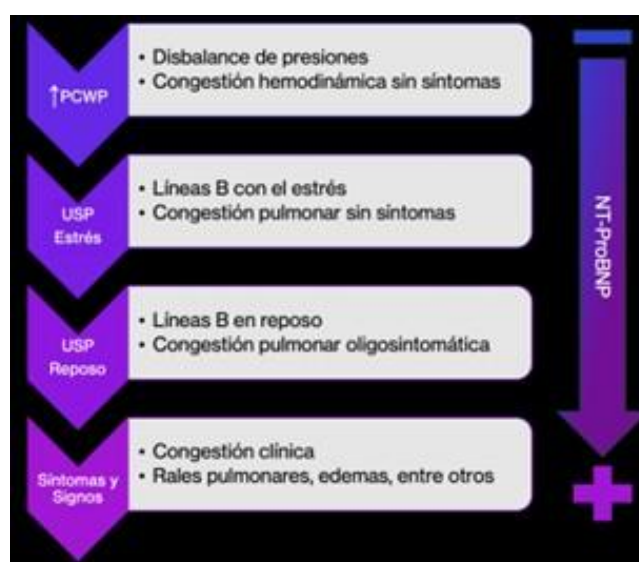 ↑PCWP
• Disbalance de presiones
• Congestión hemodinámica sin síntomas
USP
Estrés
• Líneas B con el estrés
• Congestión pulmonar sin síntomas
USP
Reposo
• Líneas B en reposo
• Congestión pulmonar oligosintomática
Síntomas y
Signos
• Congestión clínica
• Rales pulmonares, edemas, entre otros
NT-ProBNP